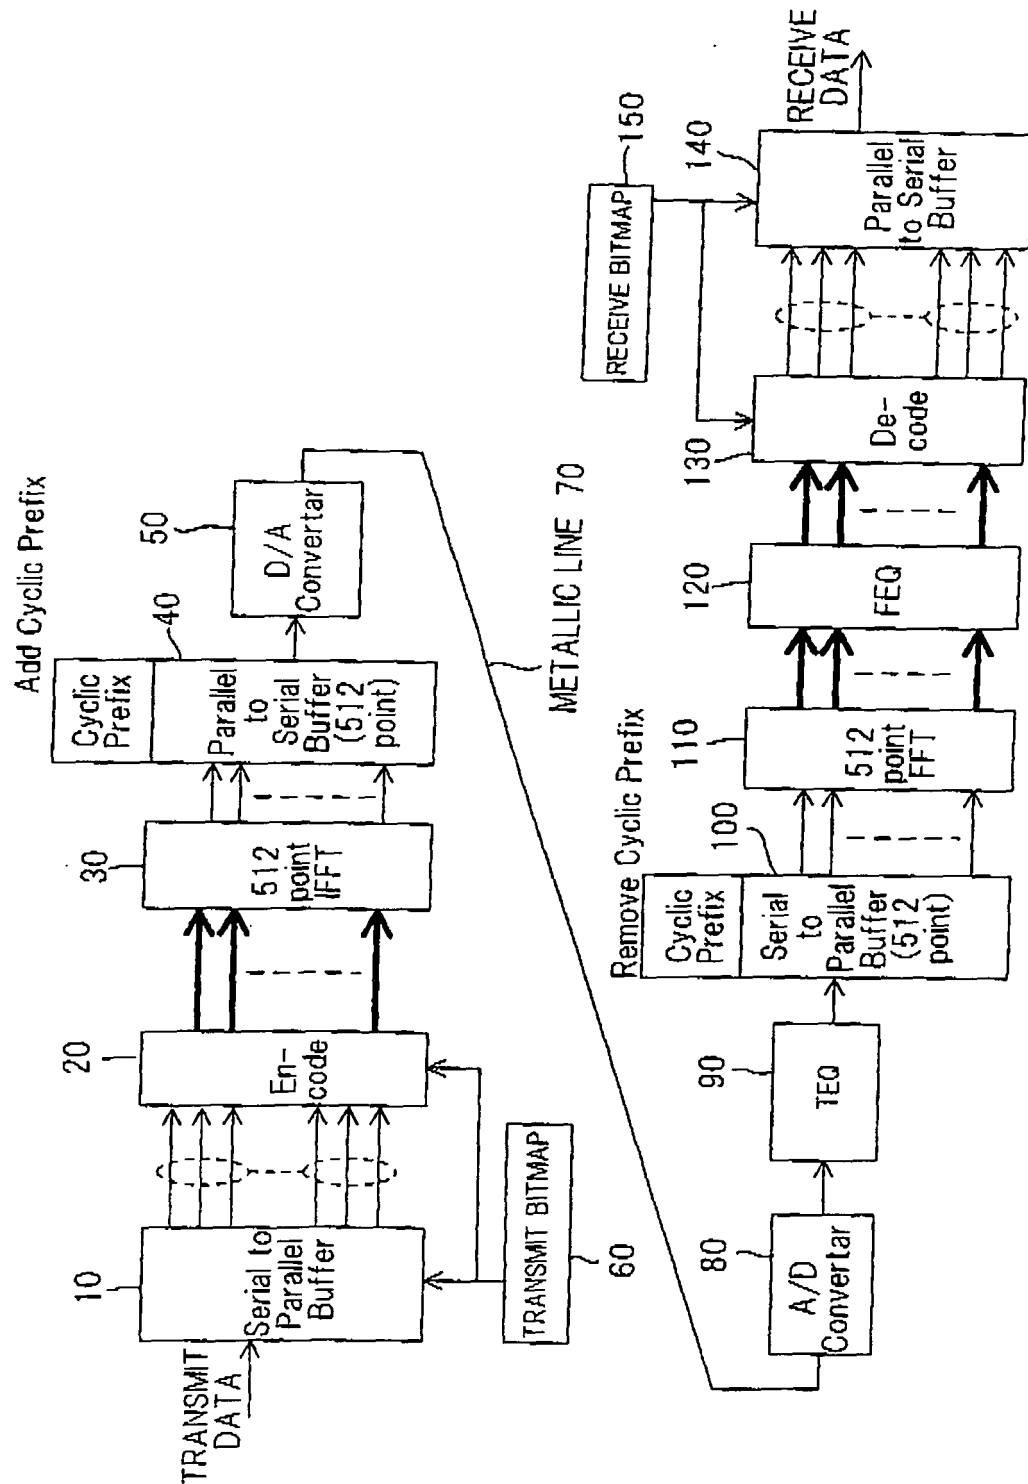 TRANSMIT
DATA
10
Serial to
Parallel
Buffer
20
En-
code
TRANSMIT BITMAP
60
30
512
point
IFFT
Add Cyclic Prefix
Cyclic
Prefix
40
Parallel
to
Serial
Buffer
(512
point)
50
D/A
Convertar
METALLIC LINE 70
80
A/D
Convertar
90
TEQ
Remove Cyclic Prefix
Cyclic
Prefix
100
Serial
to
Parallel
Buffer
(512
point)
110
512
point
FFT
120
FEQ
130
De-
code
RECEIVE BITMAP
150
140
Parallel
to Serial
Buffer
RECEIVE
DATA